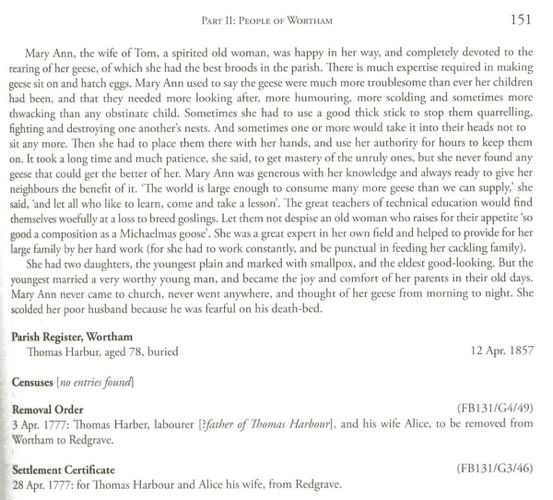 PART II: PEOPLE OF WORTHAM 151
Mary Ann, the wife of Tom, a spirited old woman, was happy in her way, and completely devoted to the
rearing of her geese, of which she had the best broods in the parish. There is much expertise required in making
geese sit on and hatch eggs. Mary Ann used to say the geese were much more troublesome than ever her children
had been, and that they needed more looking after, more humouring, more scolding and sometimes more
thwacking than any obstinate child. Sometimes she had to use a good thick stick to stop them quarrelling,
fighting and destroying one another's nests. And sometimes one or more would take it into their heads not to
sit any more. Then she had to place them there with her hands, and use her authority for hours to keep them
on. It took a long time and much patience, she said, to get mastery of the unruly ones, but she never found any
geese that could get the better of her. Mary Ann was generous with her knowledge and always ready to give her
neighbours the benefit of it. 'The world is large enough to consume many more geese than we can supply,' she
said, 'and let all who like to learn, come and take a lesson'. The great teachers of technical education would find
themselves woefully at a loss to breed goslings. Let them not despise an old woman who raises for their appetite 'so
good a composition as a Michaelmas goose'. She was a great expert in her own field and helped to provide for her
large family by her hard work (for she had to work constantly, and be punctual in feeding her cackling family).
She had two daughters, the youngest plain and marked with smallpox, and the eldest good-looking. But the
youngest married a very worthy young man, and became the joy and comfort of her parents in their old days.
Mary Ann never came to church, never went anywhere, and thought of her geese from morning to night. She
scolded her poor husband because he was fearful on his death-bed.
Parish Register, Wortham
Thomas Harbur, aged 78, buried 12 Apr. 1857
Censuses [no entries found]
Removal Order (FB131/G4/49)
3 Apr. 1777: Thomas Harber, labourer [?father of Thomas Harbour], and his wife Alice, to be removed from
Wortham to Redgrave.
Settlement Certificate (FB131/G3/46)
28 Apr. 1777: for Thomas Harbour and Alice his wife, from Redgrave.